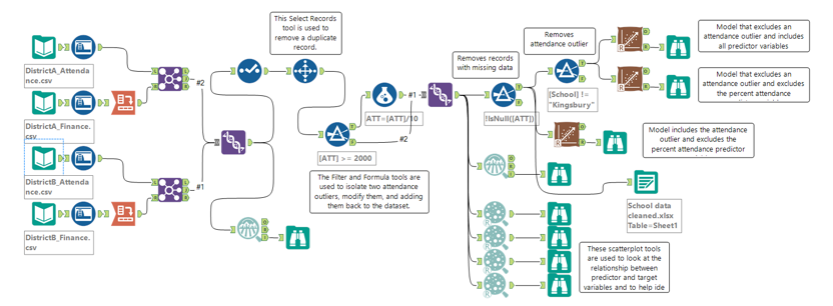 This Select Records
tool is used to
remove a duplicate
record.
DistrictA_Attenda
nce.csv
DistrictA_Finance.
csv
DistrictB_Attenda
nce.csv
DistrictB_Finance.
csv
#2
#1
[ATT] >= 2000
ATT=[ATT]/10
#1
#2
The Filter and Formula tools are
used to isolate two attendance
outliers, modify them, and adding
them back to the dataset.
Removes records
with missing data
!IsNull([ATT])
Removes
attendance outlier
[School] !=
"Kingsbury"
Model that excludes an
attendance outlier and includes
all predictor variables
Model that excludes an
attendance outlier and excludes
the percent attendance
Model includes the attendance
outlier and excludes the
percent attendance predictor
School data
cleaned.xlsx
Table=Sheet1
These scatterplot tools
are used to look at the
relationship between
predictor and target
variables and to help ide